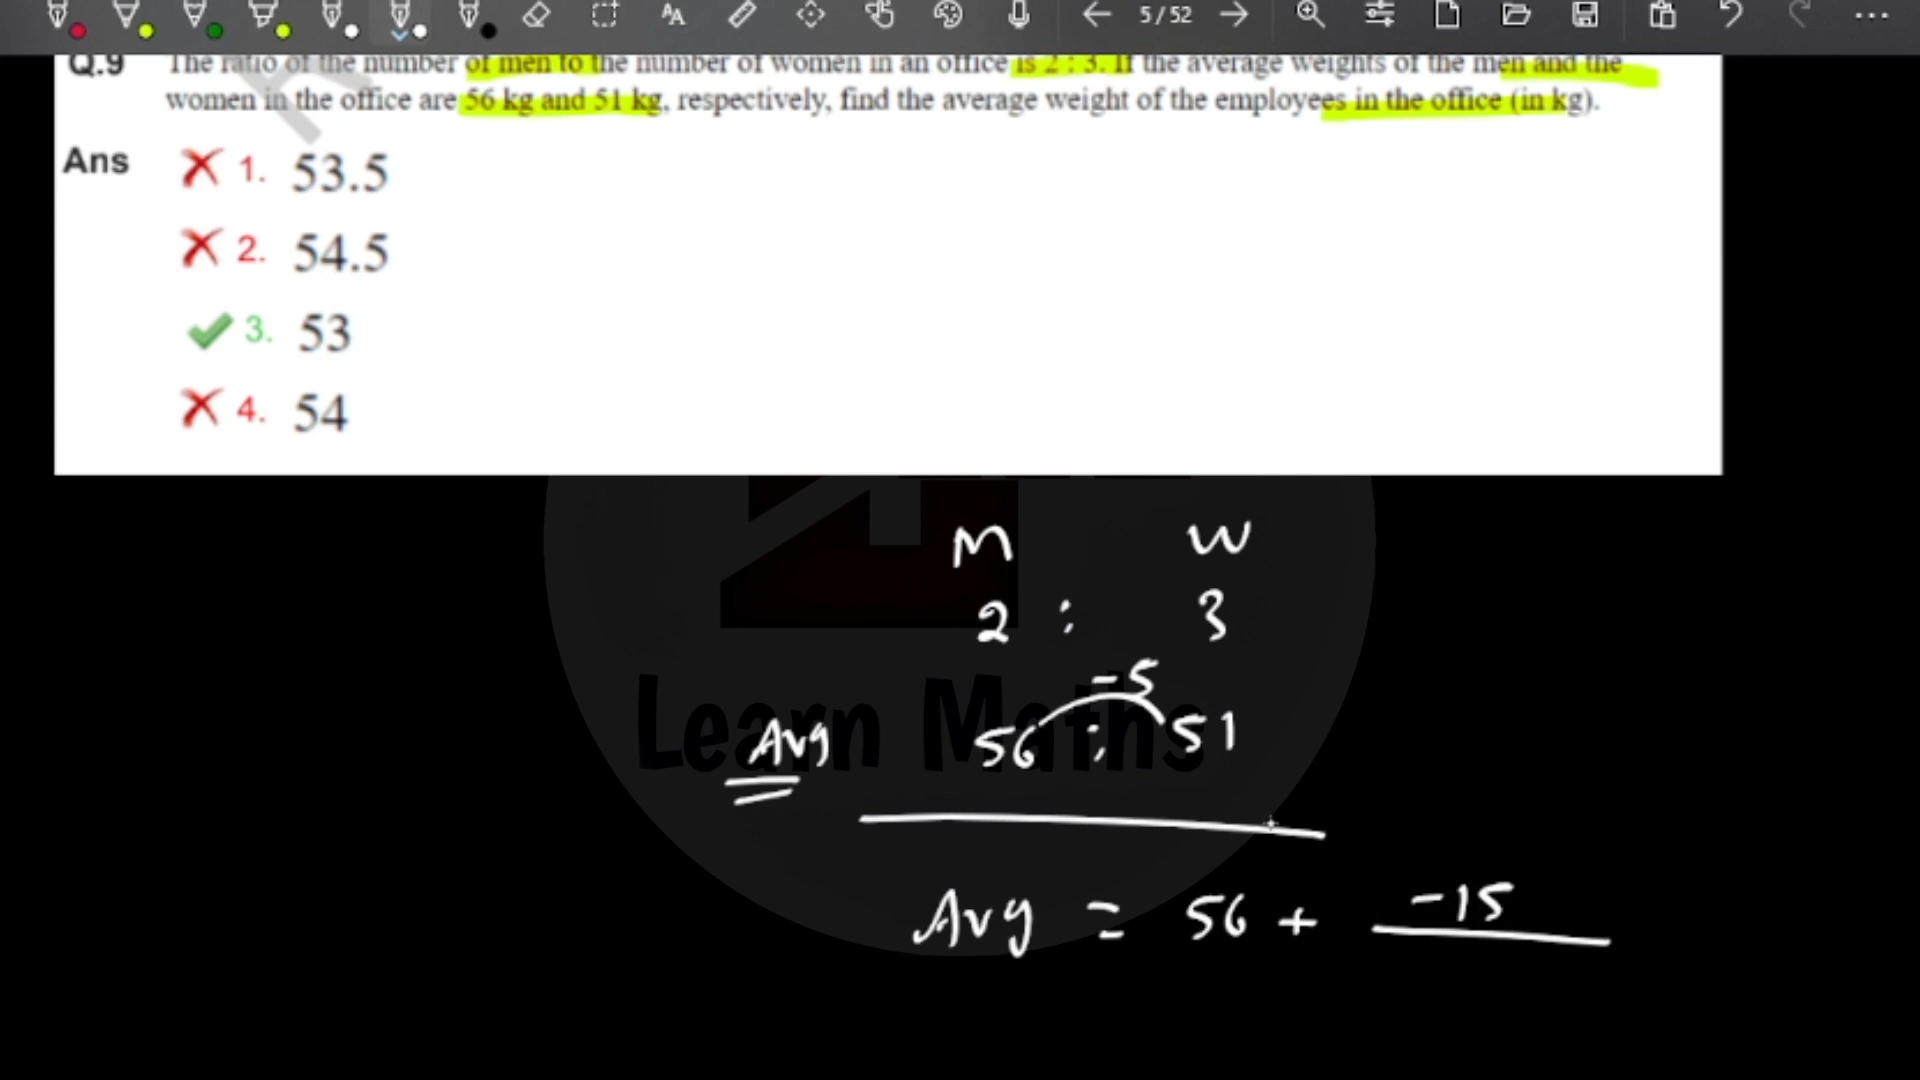 5/52
Q.9 The ratio of the number of men to the number of women in an office is 2 : 3. If the average weights of the men and the
women in the office are 56 kg and 51 kg, respectively, find the average weight of the employees in the office (in kg).
Ans 1. 53.5
2. 54.5
3. 53
4. 54
M W
2 : 3
-5
Avg 56 : 51
Learn Maths
Avg = 56 + -15